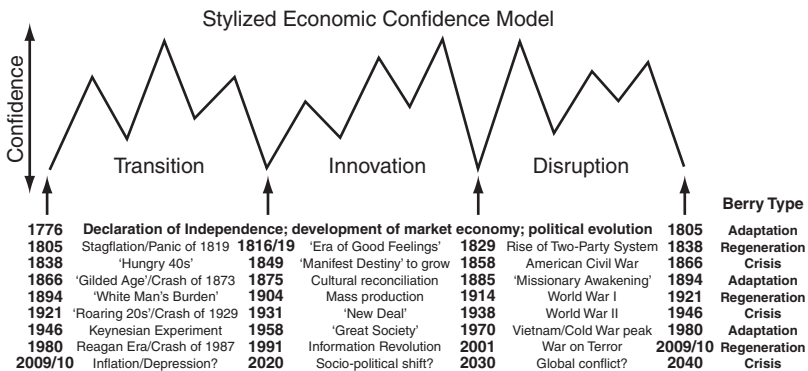 Stylized Economic Confidence Model
Confidence
Transition Innovation Disruption
Berry Type
1776 Declaration of Independence; development of market economy; political evolution 1805 Adaptation
1805 Stagflation/Panic of 1819 1816/19 ‘Era of Good Feelings’ 1829 Rise of Two-Party System 1838 Regeneration
1838 ‘Hungry 40s’ 1849 ‘Manifest Destiny’ to grow 1858 American Civil War 1866 Crisis
1866 ‘Gilded Age’/Crash of 1873 1875 Cultural reconciliation 1885 ‘Missionary Awakening’ 1894 Adaptation
1894 ‘White Man’s Burden’ 1904 Mass production 1914 World War I 1921 Regeneration
1921 ‘Roaring 20s’/Crash of 1929 1931 ‘New Deal’ 1938 World War II 1946 Crisis
1946 Keynesian Experiment 1958 ‘Great Society’ 1970 Vietnam/Cold War peak 1980 Adaptation
1980 Reagan Era/Crash of 1987 1991 Information Revolution 2001 War on Terror 2009/10 Regeneration
2009/10 Inflation/Depression? 2020 Socio-political shift? 2030 Global conflict? 2040 Crisis